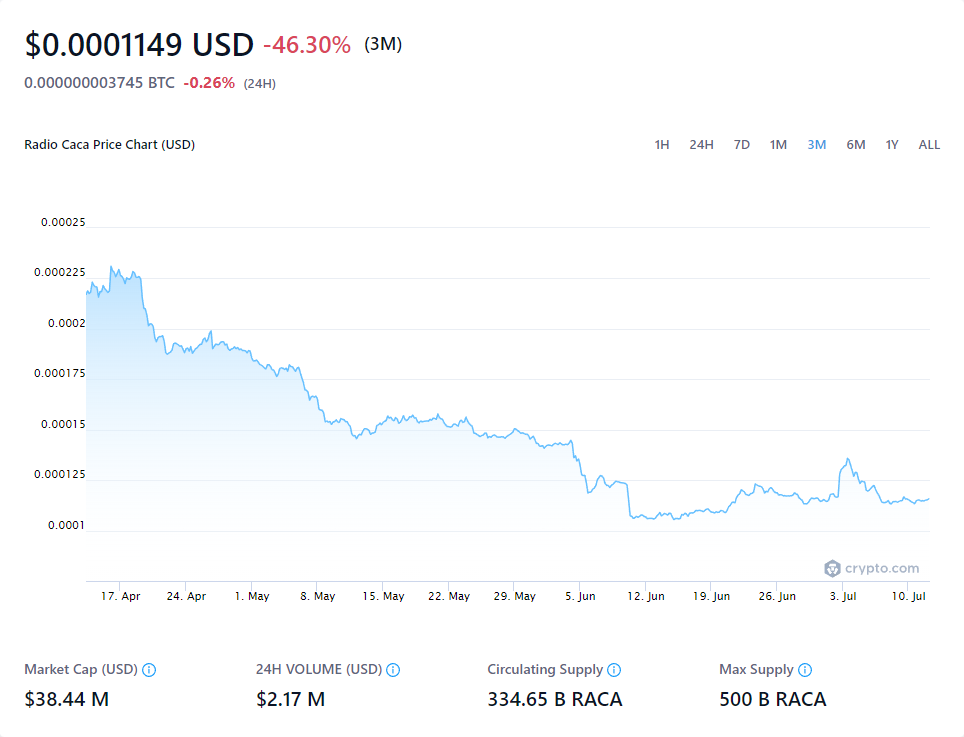 $0.0001149 USD -46.30% (3M)
0.000000003745 BTC -0.26% (24H)
Radio Caca Price Chart (USD) 1H 24H 7D 1M 3M 6M 1Y ALL
0.00025
0.000225
0.0002
0.000175
0.00015
0.000125
0.0001
crypto.com
17. Apr 24. Apr 1. May 8. May 15. May 22. May 29. May 5. Jun 12. Jun 19. Jun 26. Jun 3. Jul 10. Jul
Market Cap (USD) 24H VOLUME (USD) Circulating Supply Max Supply
$38.44 M $2.17 M 334.65 B RACA 500 B RACA